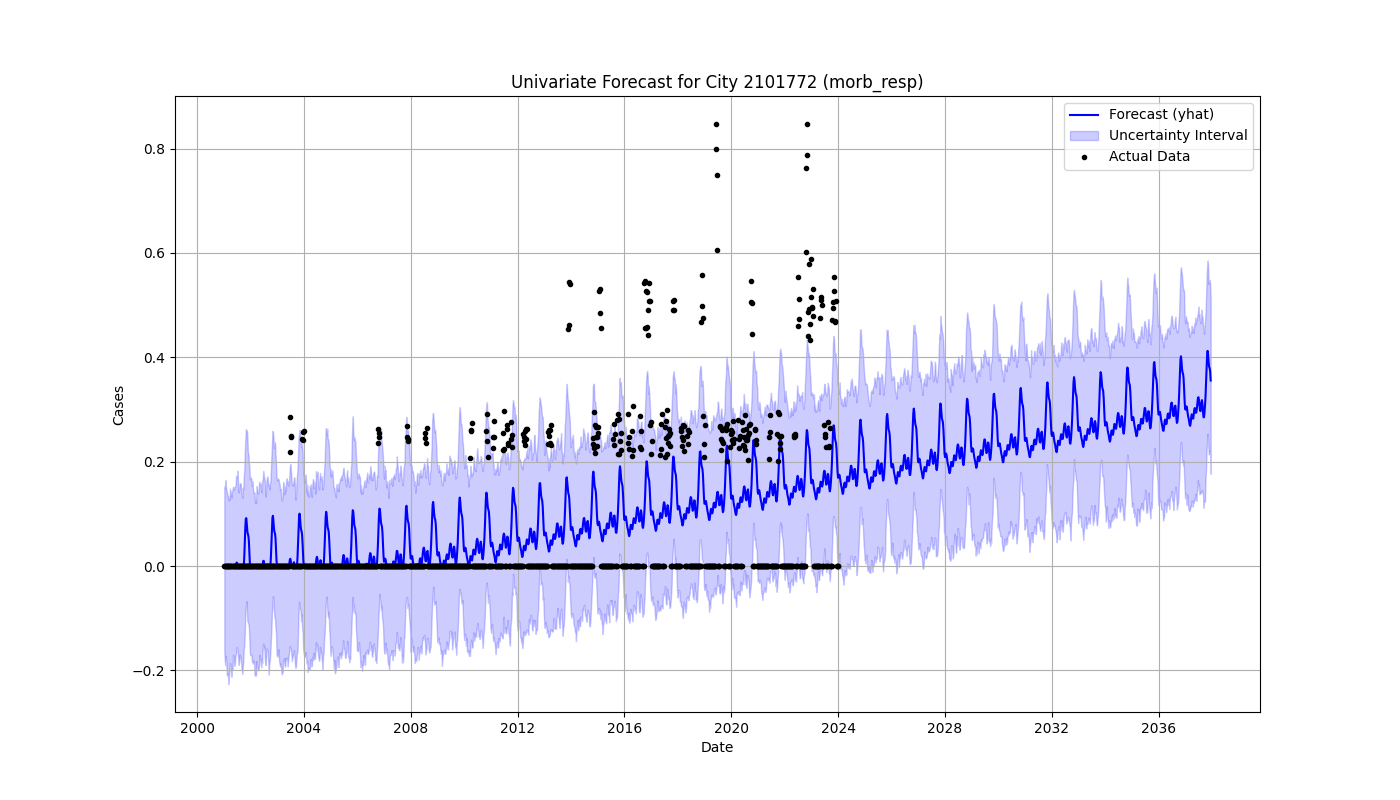 Univariate Forecast for City 2101772 (morb_resp)
Forecast (yhat)
Uncertainty Interval
Actual Data
Cases
0.8
0.6
0.4
0.2
0.0
−0.2
2000 2004 2008 2012 2016 2020 2024 2028 2032 2036
Date